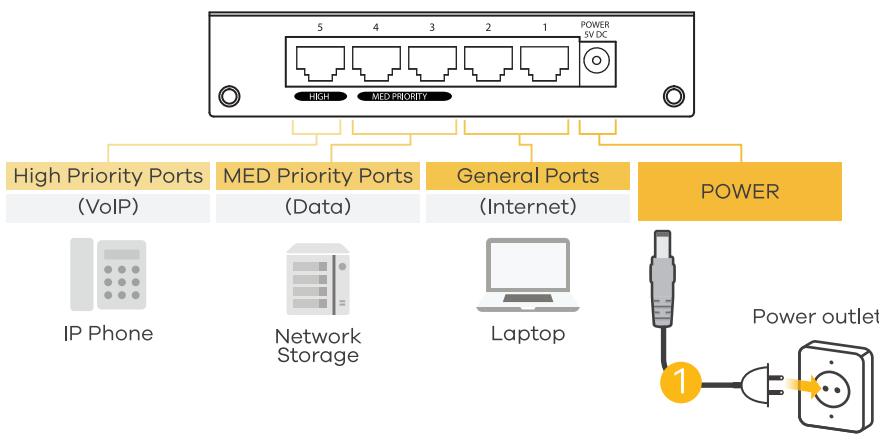 5 4 3 2 1 POWER
5V DC
HIGH MED PRIORITY
High Priority Ports MED Priority Ports General Ports POWER
(VoIP) (Data) (Internet)
IP Phone Network Laptop
Storage
Power outlet
1